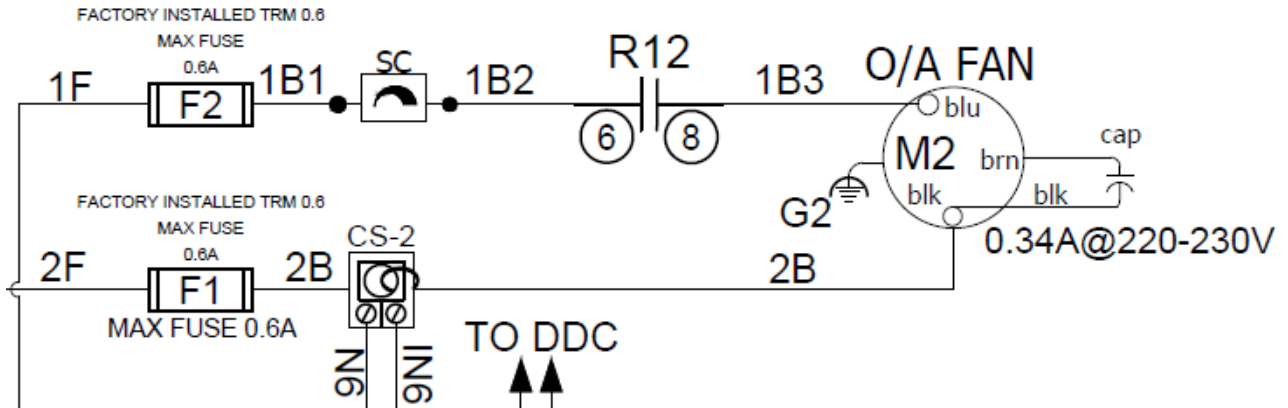 FACTORY INSTALLED TRM 0.6
MAX FUSE
0.6A
1F
F2
1B1
SC
1B2
R12
6
8
1B3
O/A FAN
blu
M2
brn
cap
blk
blk
G2
0.34A@220-230V
FACTORY INSTALLED TRM 0.6
MAX FUSE
0.6A
2F
F1
2B
CS-2
2B
MAX FUSE 0.6A
9N
9NI
TO DDC